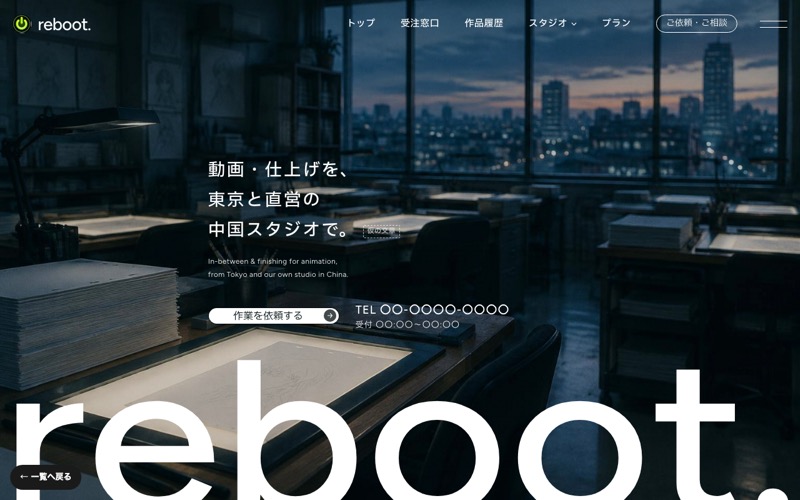 reboot.
トップ
受注窓口
作品履歴
スタジオ
プラン
ご依頼・ご相談
動画・仕上げを、
東京と直営の
中国スタジオで。
仮の文言
In-between & finishing for animation,
from Tokyo and our own studio in China.
作業を依頼する
TEL 〇〇-〇〇〇〇-〇〇〇〇
受付 〇〇:〇〇〜〇〇:〇〇
reboot.
← 一覧へ戻る